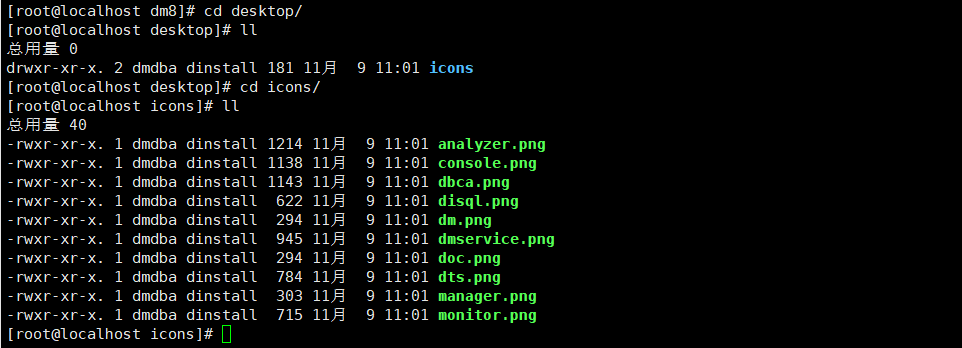 [root@localhost dm8]# cd desktop/
[root@localhost desktop]# ll
总用量 0
drwxr-xr-x. 2 dmdba dinstall 181 11月  9 11:01 icons
[root@localhost desktop]# cd icons/
[root@localhost icons]# ll
总用量 40
-rwxr-xr-x. 1 dmdba dinstall 1214 11月  9 11:01 analyzer.png
-rwxr-xr-x. 1 dmdba dinstall 1138 11月  9 11:01 console.png
-rwxr-xr-x. 1 dmdba dinstall 1143 11月  9 11:01 dbca.png
-rwxr-xr-x. 1 dmdba dinstall  622 11月  9 11:01 disql.png
-rwxr-xr-x. 1 dmdba dinstall  294 11月  9 11:01 dm.png
-rwxr-xr-x. 1 dmdba dinstall  945 11月  9 11:01 dmservice.png
-rwxr-xr-x. 1 dmdba dinstall  294 11月  9 11:01 doc.png
-rwxr-xr-x. 1 dmdba dinstall  784 11月  9 11:01 dts.png
-rwxr-xr-x. 1 dmdba dinstall  303 11月  9 11:01 manager.png
-rwxr-xr-x. 1 dmdba dinstall  715 11月  9 11:01 monitor.png
[root@localhost icons]#